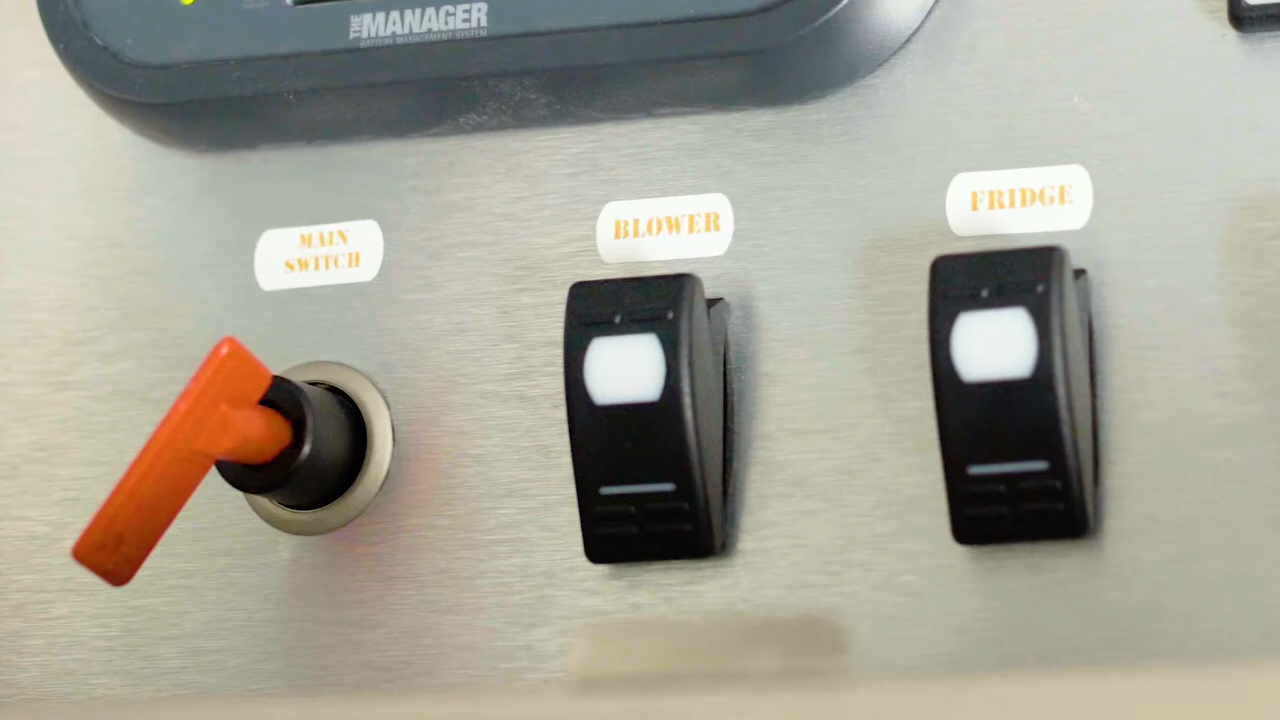 THE MANAGER
BATTERY MANAGEMENT SYSTEM
MAIN
SWITCH
BLOWER
FRIDGE